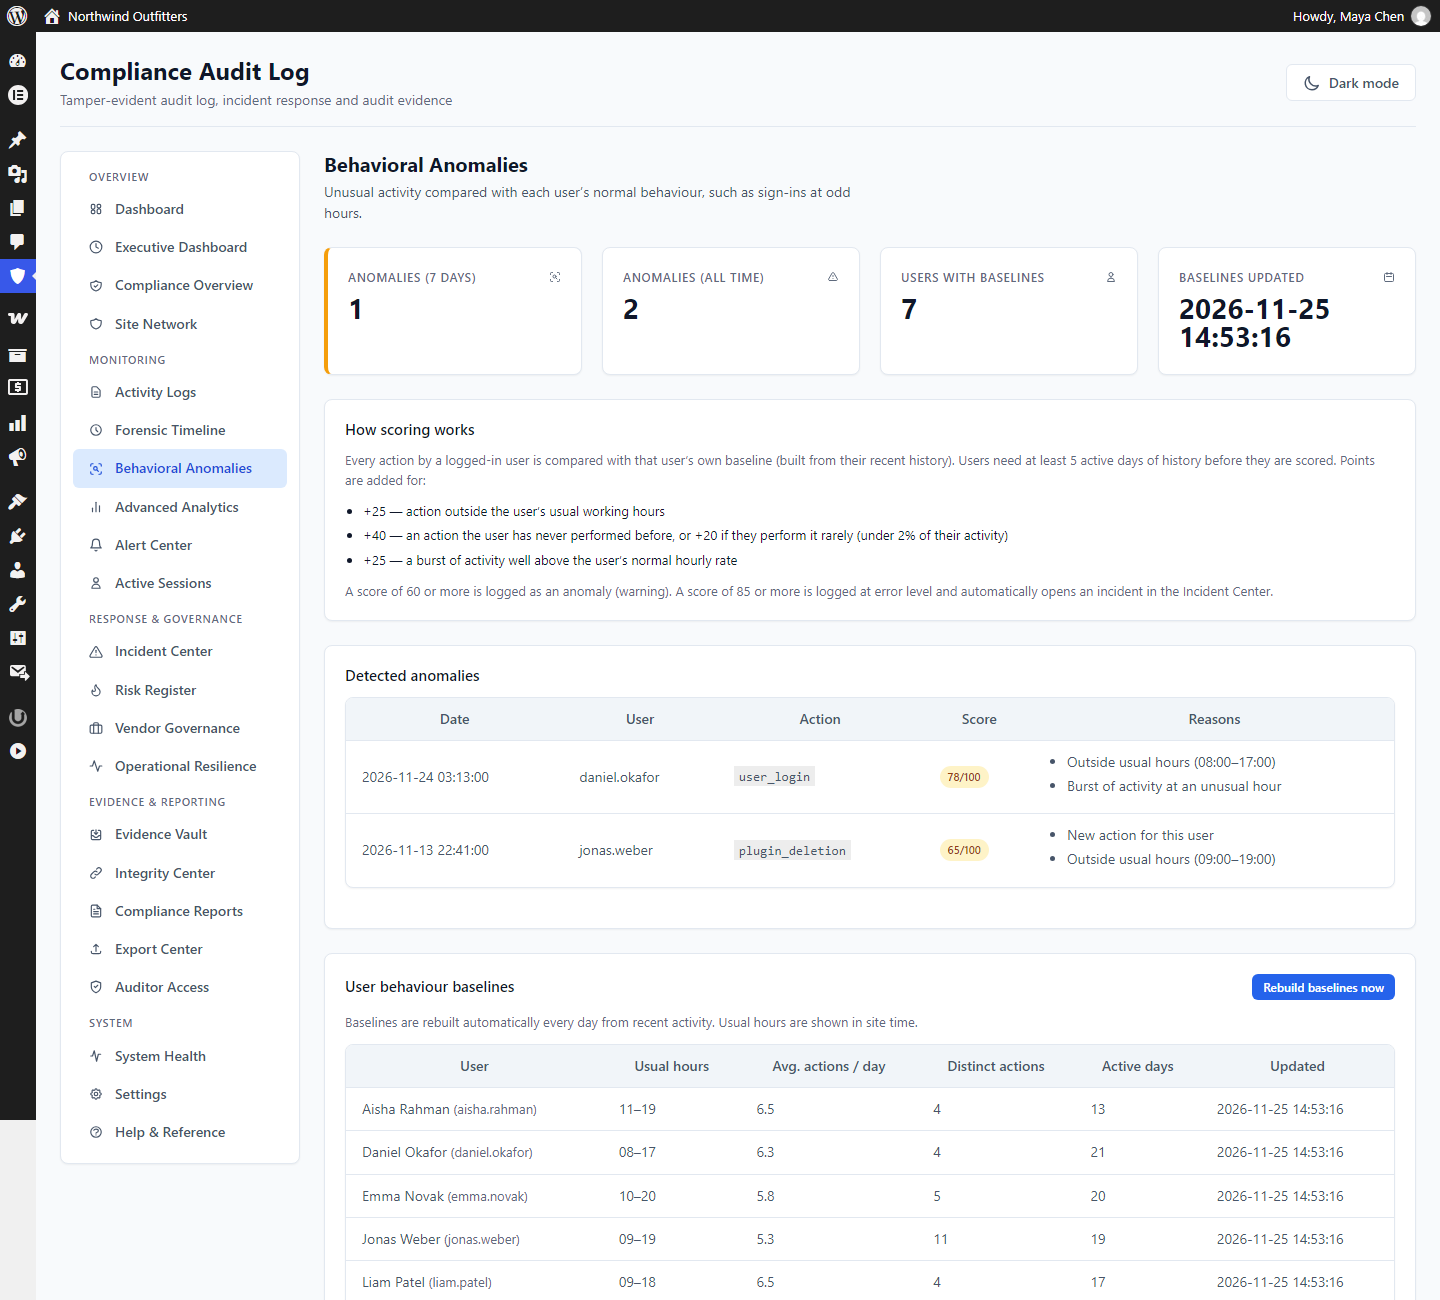 Northwind Outfitters
Howdy, Maya Chen
Compliance Audit Log
Tamper-evident audit log, incident response and audit evidence
Dark mode
OVERVIEW
Dashboard
Executive Dashboard
Compliance Overview
Site Network
MONITORING
Activity Logs
Forensic Timeline
Behavioral Anomalies
Advanced Analytics
Alert Center
Active Sessions
RESPONSE & GOVERNANCE
Incident Center
Risk Register
Vendor Governance
Operational Resilience
EVIDENCE & REPORTING
Evidence Vault
Integrity Center
Compliance Reports
Export Center
Auditor Access
SYSTEM
System Health
Settings
Help & Reference
Behavioral Anomalies
Unusual activity compared with each user's normal behaviour, such as sign-ins at odd
hours.
ANOMALIES (7 DAYS)
1
ANOMALIES (ALL TIME)
2
USERS WITH BASELINES
7
BASELINES UPDATED
2026-11-25
14:53:16
How scoring works
Every action by a logged-in user is compared with that user's own baseline (built from their recent history). Users need at least 5 active days of history before they are scored. Points
are added for:
+25 — action outside the user's usual working hours
+40 — an action the user has never performed before, or +20 if they perform it rarely (under 2% of their activity)
+25 — a burst of activity well above the user's normal hourly rate
A score of 60 or more is logged as an anomaly (warning). A score of 85 or more is logged at error level and automatically opens an incident in the Incident Center.
Detected anomalies
Date User Action Score Reasons
2026-11-24 03:13:00 daniel.okafor user_login 78/100
Outside usual hours (08:00–17:00)
Burst of activity at an unusual hour
2026-11-13 22:41:00 jonas.weber plugin_deletion 65/100
New action for this user
Outside usual hours (09:00–19:00)
User behaviour baselines
Rebuild baselines now
Baselines are rebuilt automatically every day from recent activity. Usual hours are shown in site time.
User Usual hours Avg. actions / day Distinct actions Active days Updated
Aisha Rahman (aisha.rahman) 11–19 6.5 4 13 2026-11-25 14:53:16
Daniel Okafor (daniel.okafor) 08–17 6.3 4 21 2026-11-25 14:53:16
Emma Novak (emma.novak) 10–20 5.8 5 20 2026-11-25 14:53:16
Jonas Weber (jonas.weber) 09–19 5.3 11 19 2026-11-25 14:53:16
Liam Patel (liam.patel) 09–18 6.5 4 17 2026-11-25 14:53:16